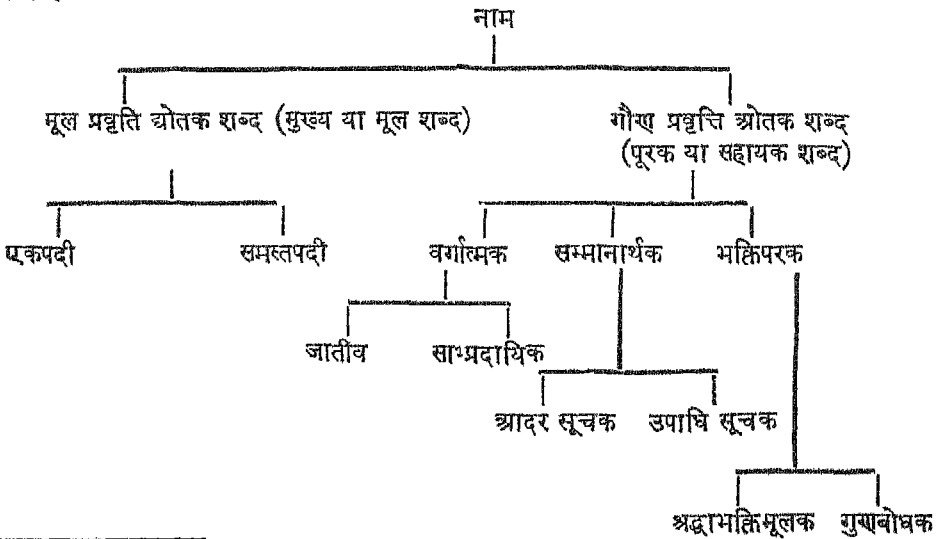 नाम
मूल प्रवृति द्योतक शब्द (मुख्य या मूल शब्द)
गौण प्रवृत्ति द्योतक शब्द
(पूरक या सहायक शब्द)
एकपदी समस्तपदी वर्गात्मक सम्मानार्थक भक्तिपरक
जातीव साम्प्रदायिक
आदर सूचक उपाधि सूचक
श्रद्धाभक्तिमूलक गुणबोधक